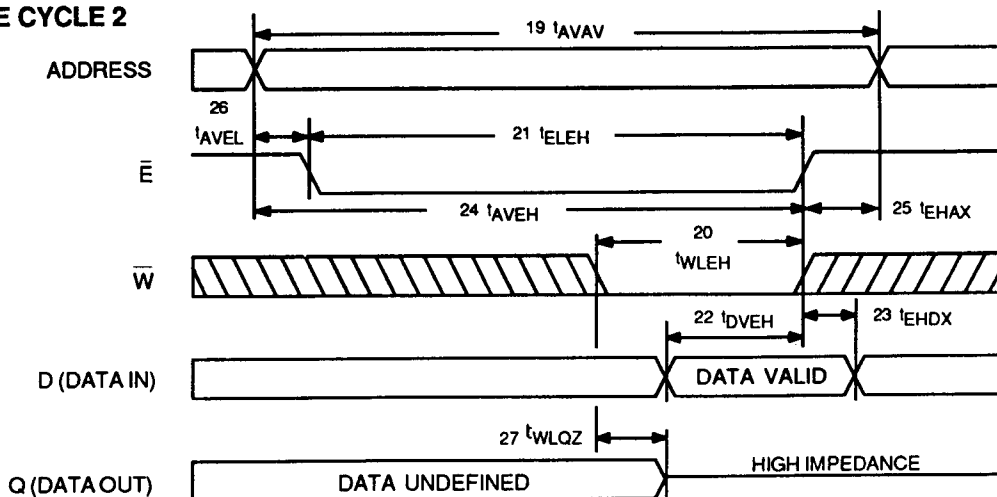 E CYCLE 2
19 tAVAV
ADDRESS
26
tAVEL
21 tELEH
E̅
24 tAVEH
25 tEHAX
20
tWLEH
W̅
22 tDVEH
23 tEHDX
D (DATA IN)
DATA VALID
27 tWLQZ
HIGH IMPEDANCE
Q (DATA OUT)
DATA UNDEFINED